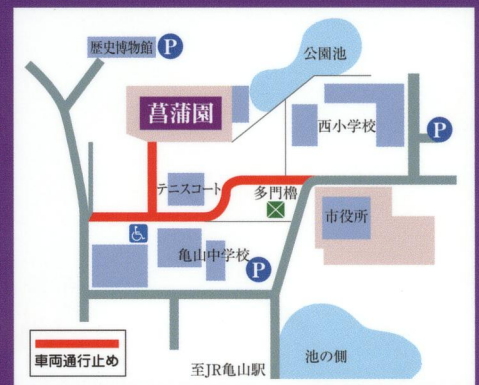 歴史博物館 P
公園池
菖蒲園
西小学校
P
テニスコート
多門櫓
市役所
亀山中学校
P
車両通行止め
至JR亀山駅
池の側